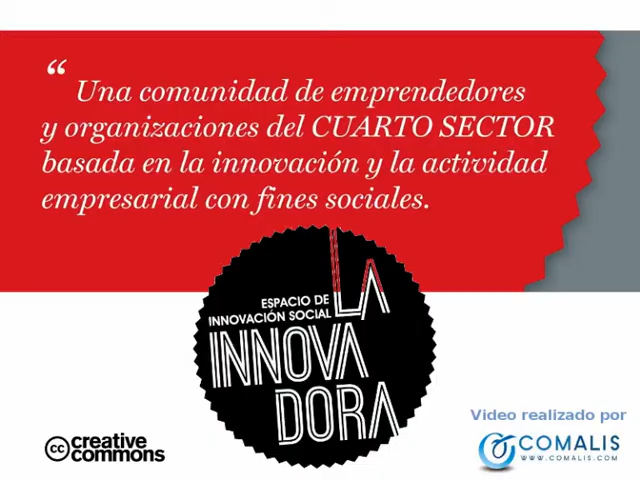 “ Una comunidad de emprendedores
y organizaciones del CUARTO SECTOR
basada en la innovación y la actividad
empresarial con fines sociales.
ESPACIO DE
INNOVACIÓN SOCIAL
LA
INNOVA
DORA
Video realizado por
COMALIS
WWW.COMALIS.COM
cc creative
commons